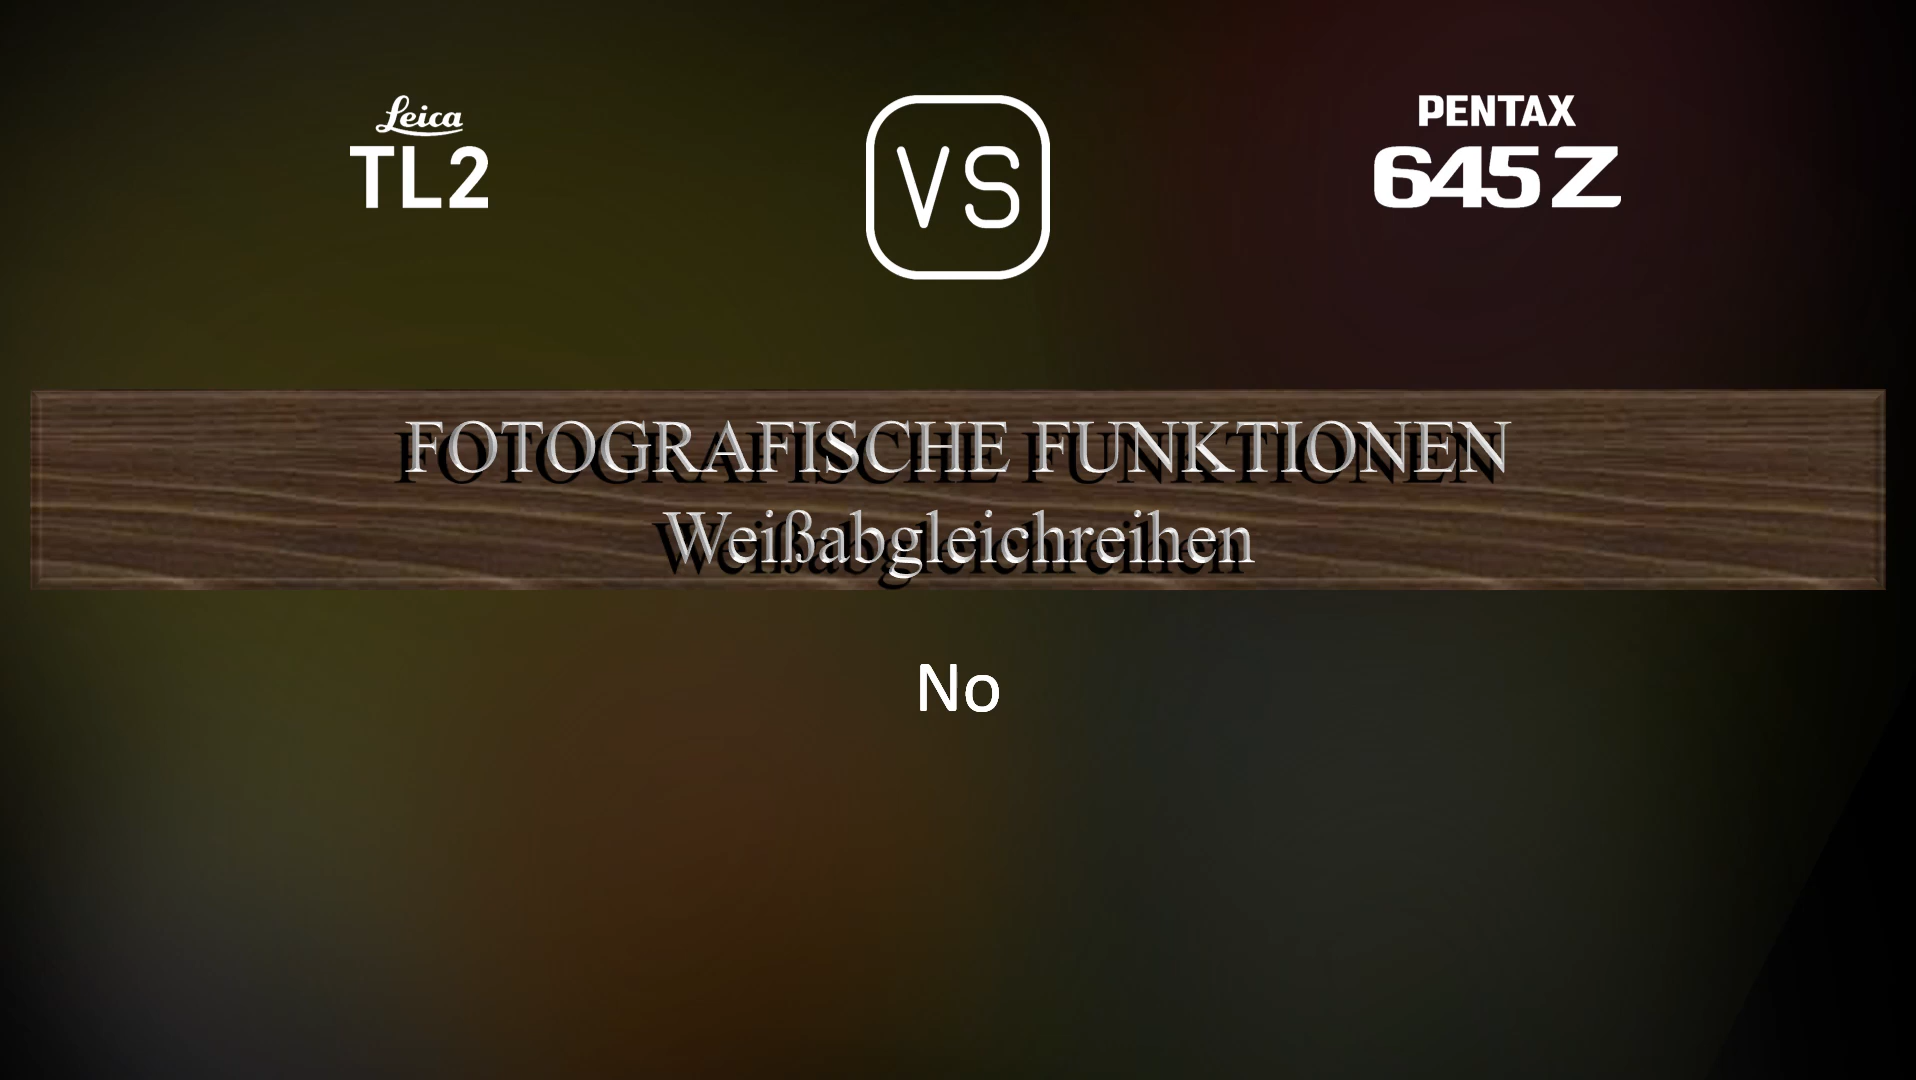 Leica
TL2
VS
PENTAX
645Z
FOTOGRAFISCHE FUNKTIONEN
Weißabgleichreihen
No